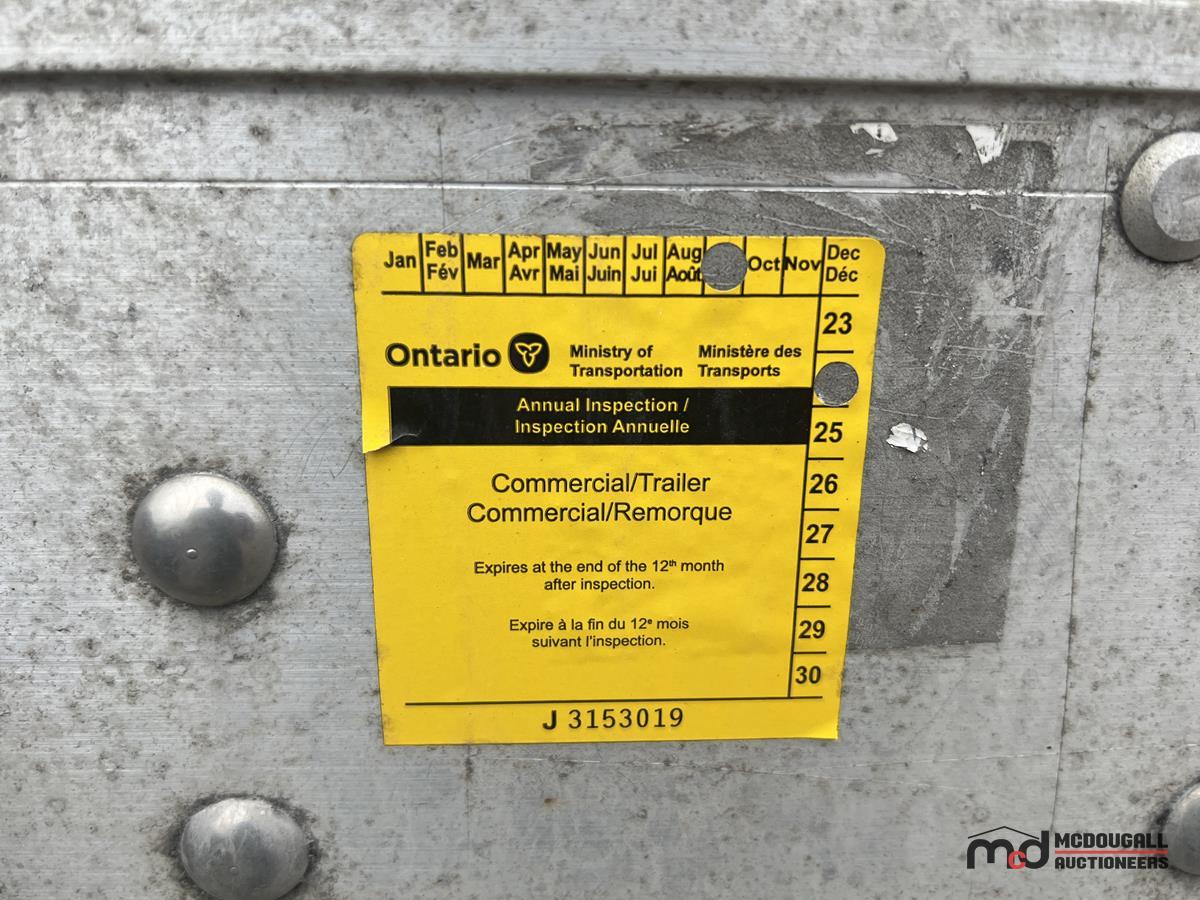 Jan Feb Mar Apr May Jun Jul Aug Oct Nov Dec
Fév Avr Mai Juin Jui Août Déc
23
Ontario Ministry of Ministère des
Transportation Transports
Annual Inspection /
Inspection Annuelle
25
Commercial/Trailer
26
Commercial/Remorque
27
Expires at the end of the 12th month
after inspection.
28
Expire à la fin du 12e mois
29
suivant l'inspection.
30
J 3153019
mcd MCDOUGALL
AUCTIONEERS